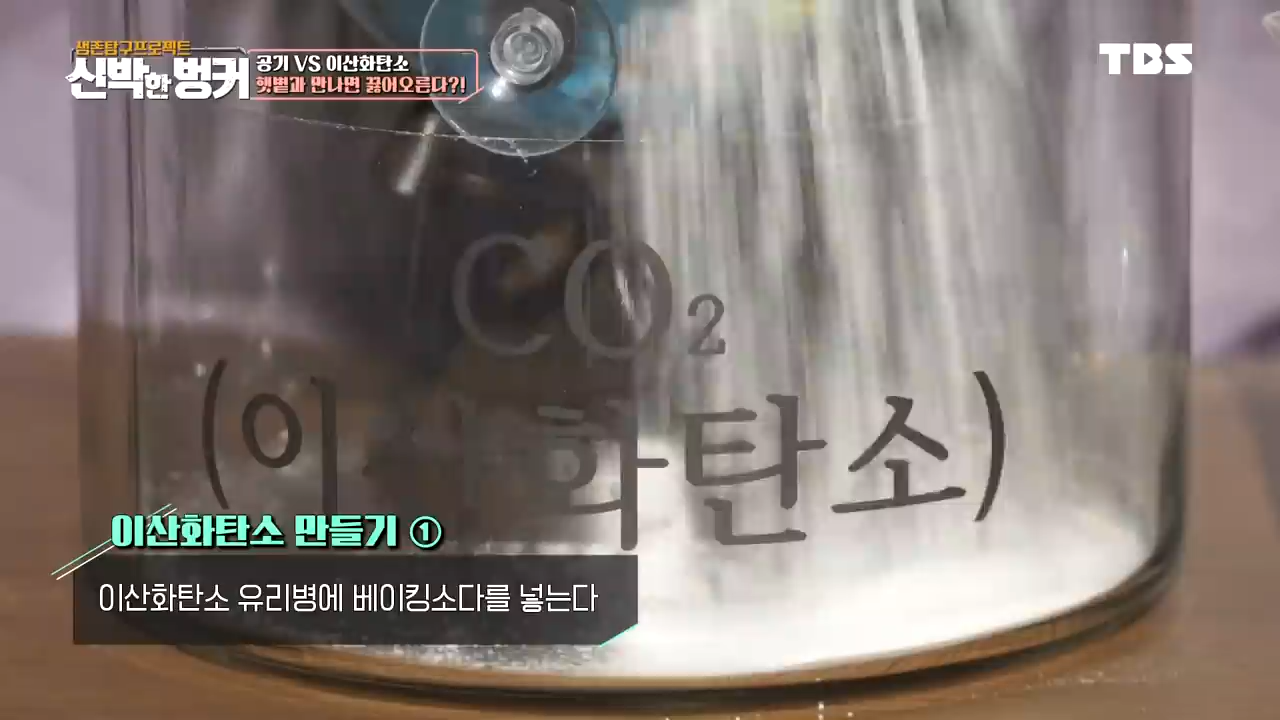 생존탐구프로젝트
신박한 벙커
공기 VS 이산화탄소
햇볕과 만나면 끓어오른다?!
TBS
CO₂
(이산화탄소)
이산화탄소 만들기 ①
이산화탄소 유리병에 베이킹소다를 넣는다